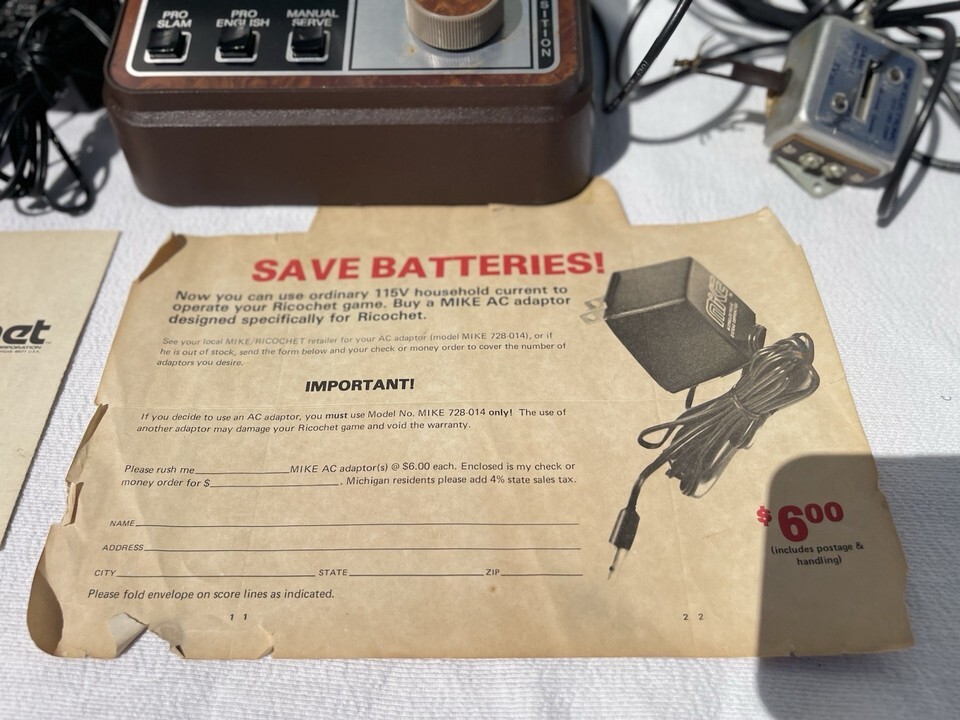 PRO
SLAM
PRO
ENGLISH
MANUAL
SERVE
SITION
et
CORPORATION
SAVE BATTERIES!
Now you can use ordinary 115V household current to
operate your Ricochet game. Buy a MIKE AC adaptor
designed specifically for Ricochet.
See your local MIKE/RICOCHET retailer for your AC adaptor (model MIKE 728-014), or if
he is out of stock, send the form below and your check or money order to cover the number of
adaptors you desire.
IMPORTANT!
If you decide to use an AC adaptor, you must use Model No. MIKE 728-014 only! The use of
another adaptor may damage your Ricochet game and void the warranty.
Please rush me MIKE AC adaptor(s) @ $6.00 each. Enclosed is my check or
money order for $ . Michigan residents please add 4% state sales tax.
NAME
ADDRESS
CITY STATE ZIP
Please fold envelope on score lines as indicated.
1 1
2 2
MIKE
$600
(includes postage &
handling)